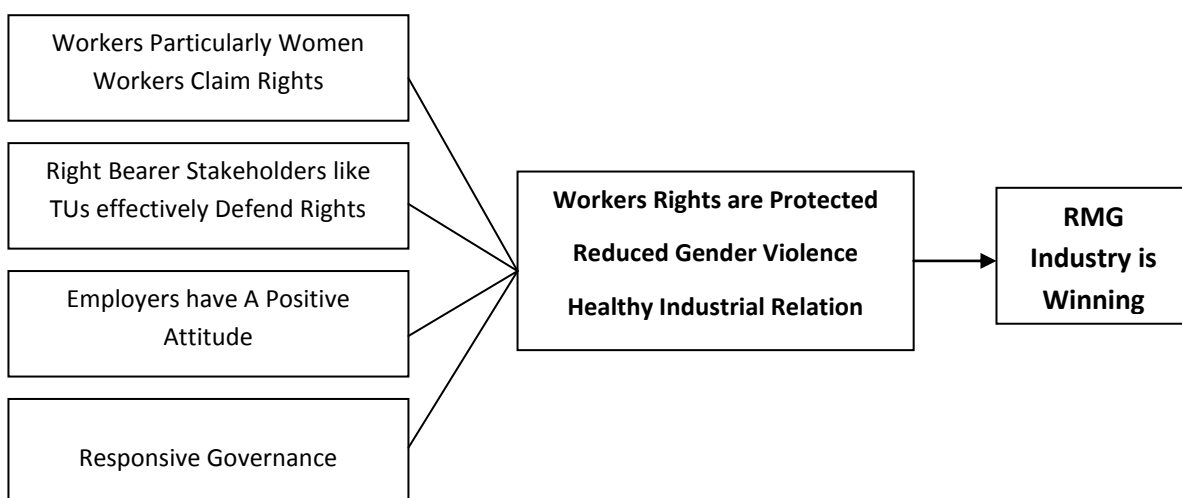 Workers Particularly Women
Workers Claim Rights
Right Bearer Stakeholders like
TUs effectively Defend Rights
Employers have A Positive
Attitude
Responsive Governance
Workers Rights are Protected
Reduced Gender Violence
Healthy Industrial Relation
RMG
Industry is
Winning